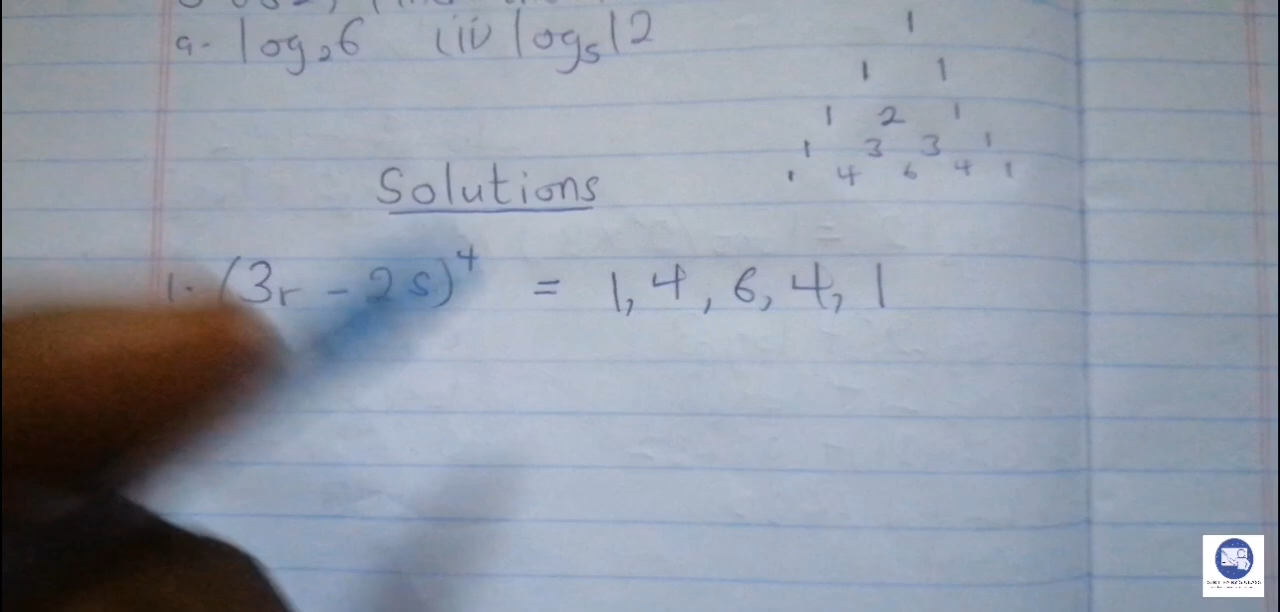 a. log₂6 (ii) log₅12
1
1 1
1 2 1
1 3 3 1
1 4 6 4 1
Solutions
1. (3r - 2s)⁴ = 1, 4, 6, 4, 1